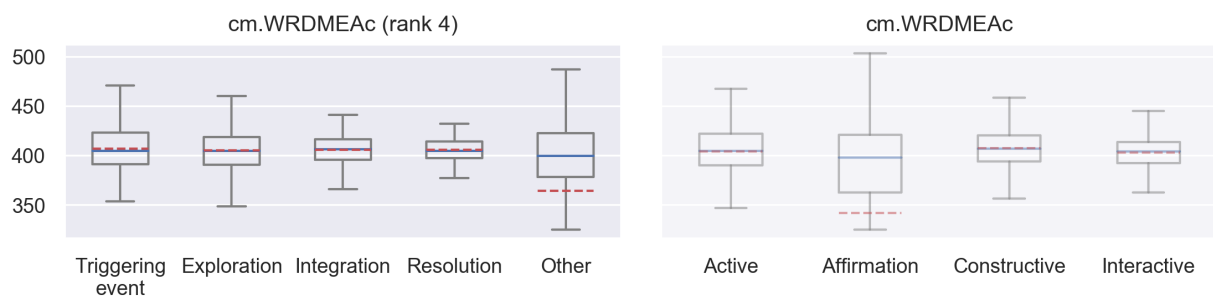 cm.WRDMEAc (rank 4)
cm.WRDMEAc
500
450
400
350
Triggering event
Exploration
Integration
Resolution
Other
Active
Affirmation
Constructive
Interactive